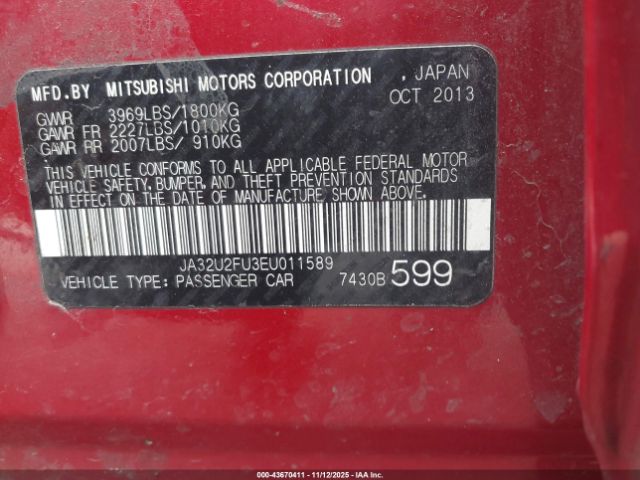 MFD.BY MITSUBISHI MOTORS CORPORATION , JAPAN
OCT 2013
GVWR 3969LBS/1800KG
GAWR FR 2227LBS/1010KG
GAWR RR 2007LBS/ 910KG
THIS VEHICLE CONFORMS TO ALL APPLICABLE FEDERAL MOTOR
VEHICLE SAFETY, BUMPER, AND THEFT PREVENTION STANDARDS
IN EFFECT ON THE DATE OF MANUFACTURE SHOWN ABOVE.
JA32U2FU3EU011589
VEHICLE TYPE: PASSENGER CAR 7430B 599
000-43670411 - 11/12/2025 - IAAI.COM